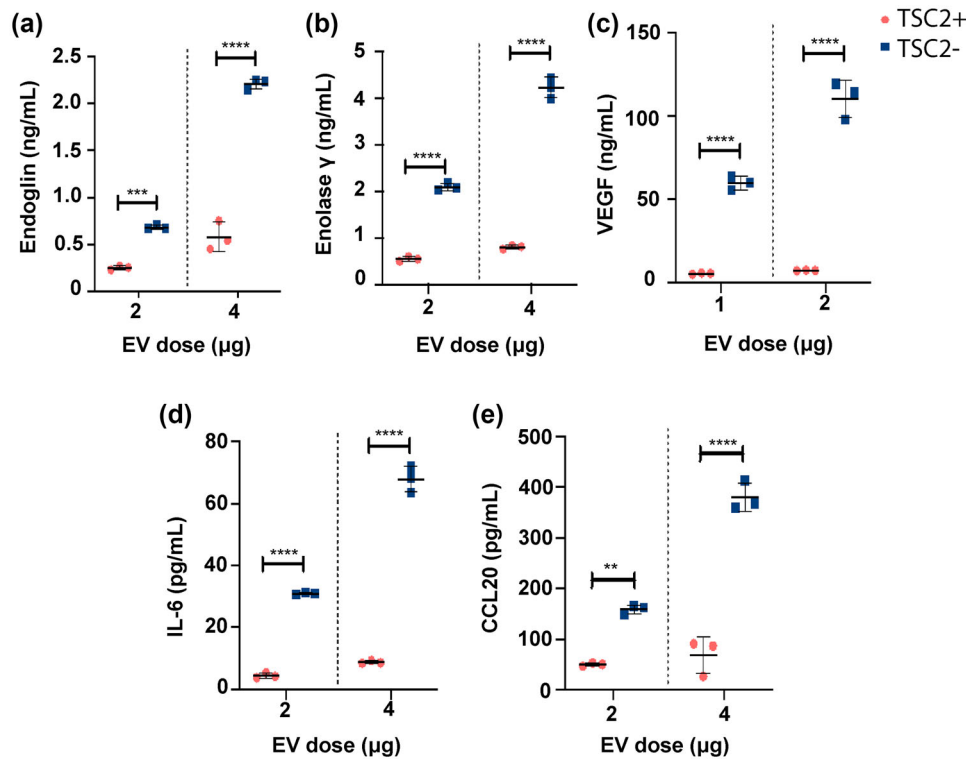 (a)
(b)
(c)
TSC2+
TSC2-
****
***
Endoglin (ng/mL)
2.5
2.0
1.5
1.0
0.5
0.0
2
4
EV dose (µg)
****
****
Enolase γ (ng/mL)
5
4
3
2
1
0
2
4
EV dose (µg)
****
****
VEGF (ng/mL)
150
100
50
0
1
2
EV dose (µg)
(d)
(e)
****
****
IL-6 (pg/mL)
80
60
40
20
0
2
4
EV dose (µg)
****
**
CCL20 (pg/mL)
500
400
300
200
100
0
2
4
EV dose (µg)